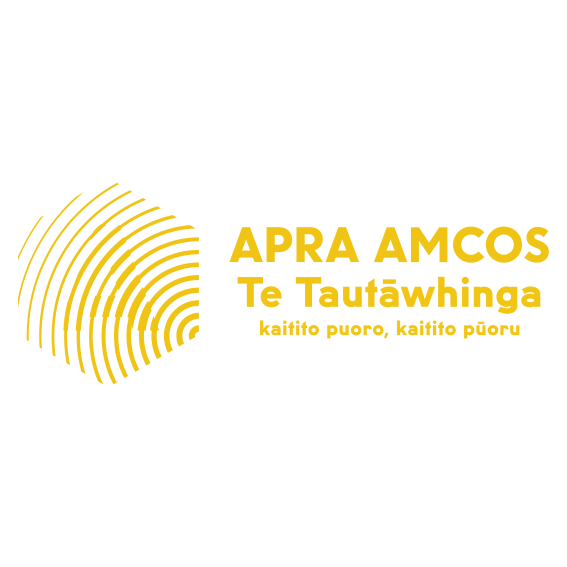 APRA AMCOS
Te Tautāwhinga
kaitito puoro, kaitito pūoru